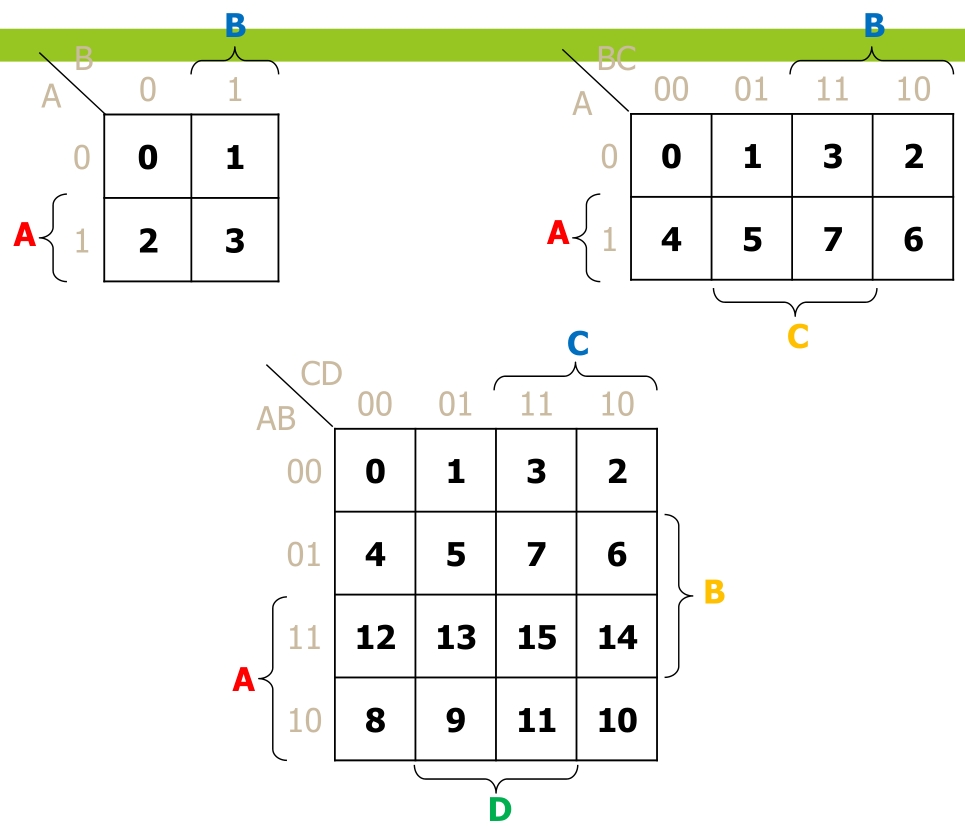 B B
B BC
A 0 1 A 00 01 11 10
0 0 1 0 0 1 3 2
A 1 2 3 A 1 4 5 7 6
C
C
CD
AB 00 01 11 10
00 0 1 3 2
01 4 5 7 6
B
11 12 13 15 14
A
10 8 9 11 10
D